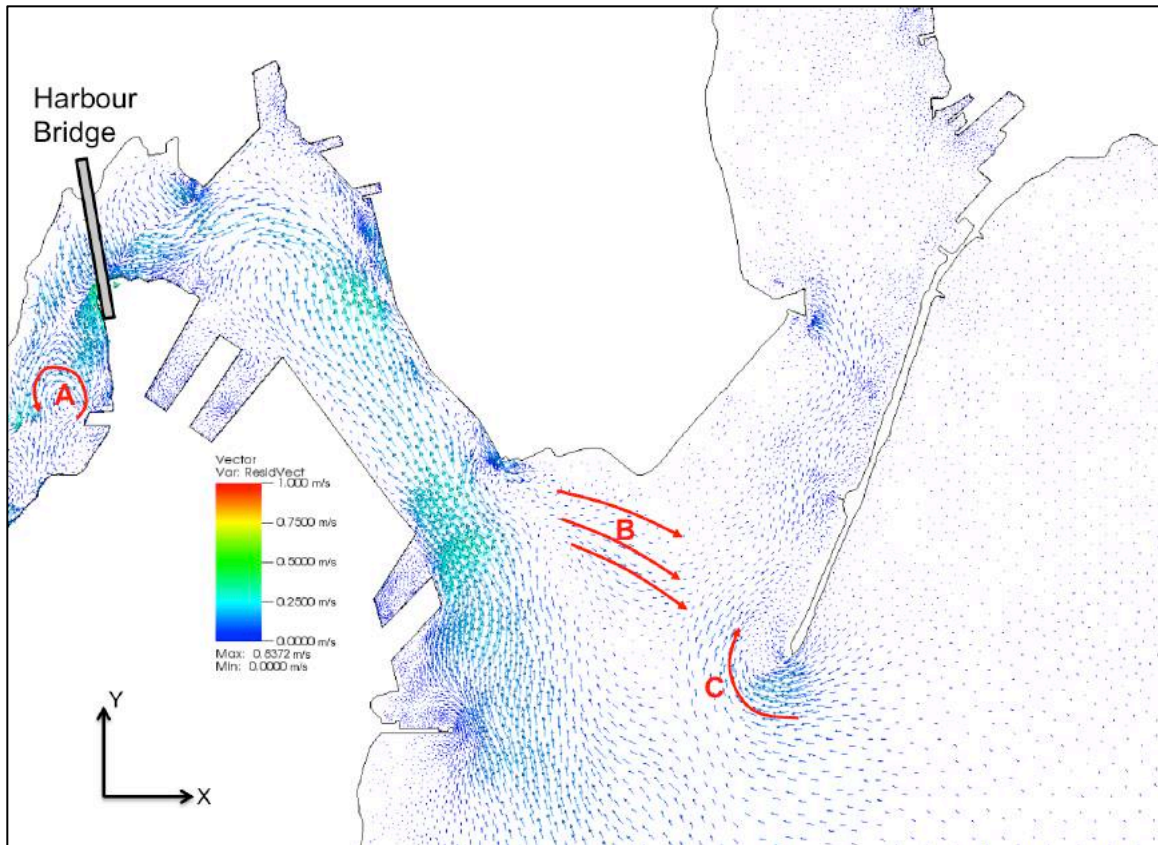 Harbour
Bridge
A
B
C
Vector
Var: ResidVect
1.000 m/s
0.7500 m/s
0.5000 m/s
0.2500 m/s
0.0000 m/s
Max: 0.8372 m/s
Min: 0.0000 m/s
Y
X